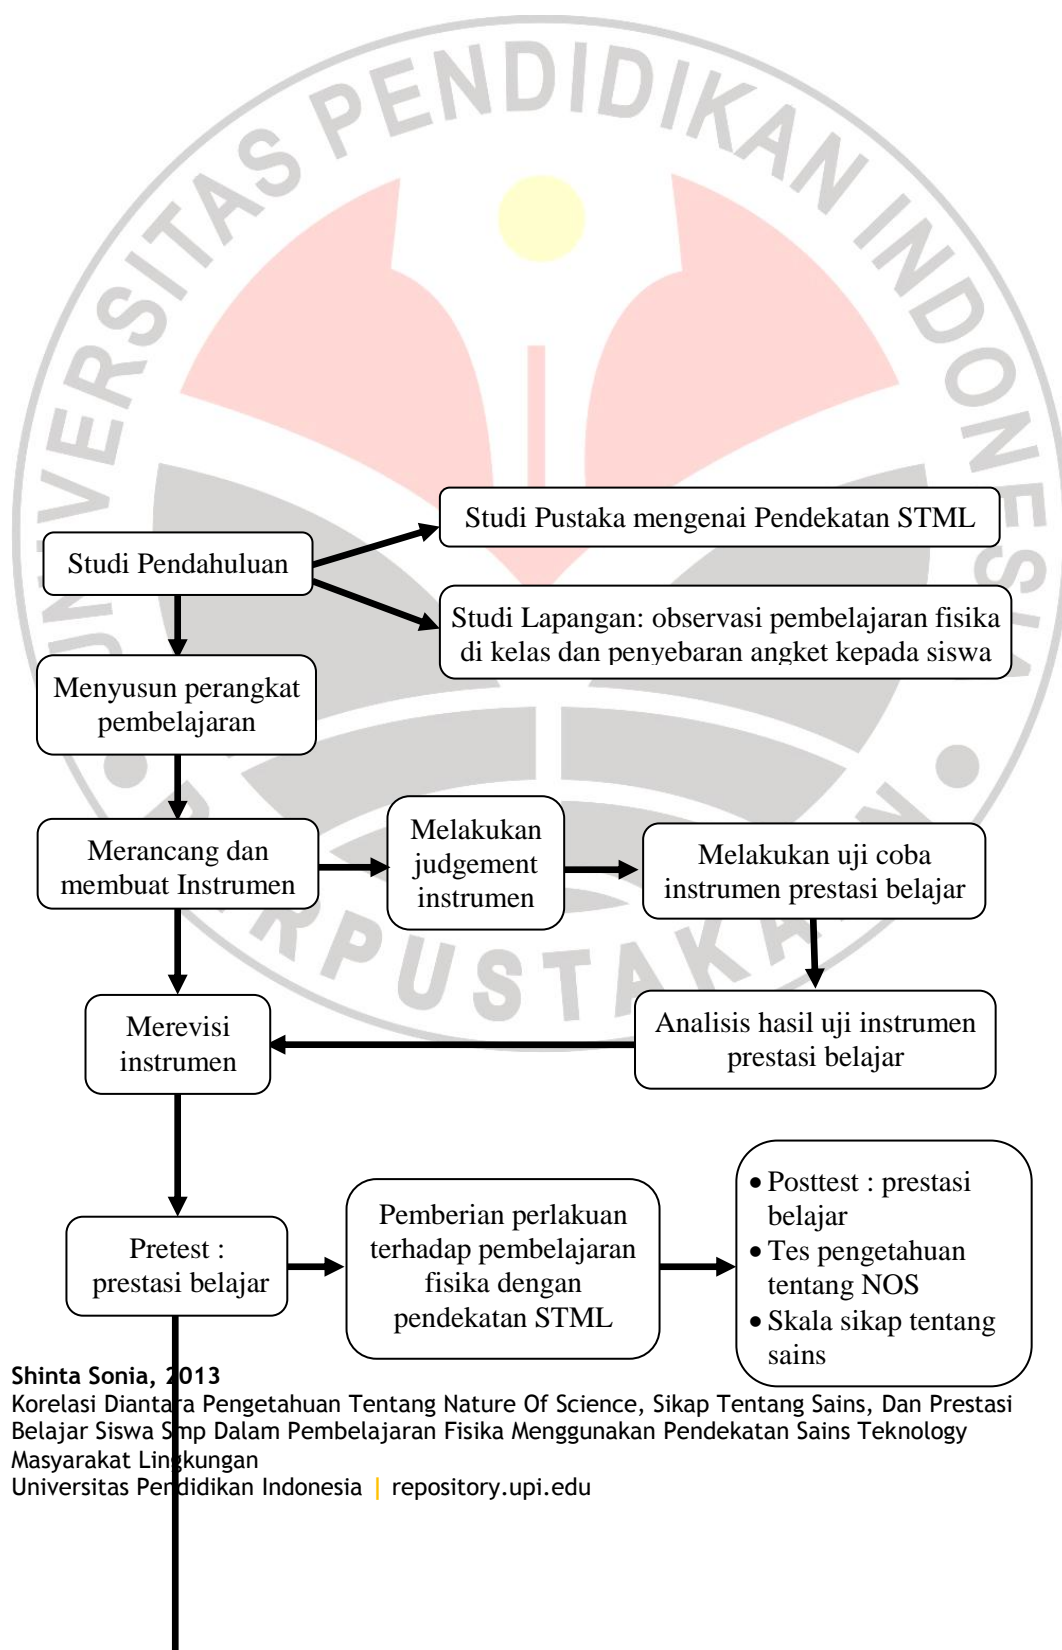 UNIVERSITAS PENDIDIKAN INDONESIA
PERPUSTAKAAN
Studi Pustaka mengenai Pendekatan STML
Studi Pendahuluan
Studi Lapangan: observasi pembelajaran fisika
di kelas dan penyebaran angket kepada siswa
Menyusun perangkat
pembelajaran
Merancang dan
membuat Instrumen
Melakukan
judgement
instrumen
Melakukan uji coba
instrumen prestasi belajar
Merevisi
instrumen
Analisis hasil uji instrumen
prestasi belajar
Pretest :
prestasi belajar
Pemberian perlakuan
terhadap pembelajaran
fisika dengan
pendekatan STML
• Posttest : prestasi
belajar
• Tes pengetahuan
tentang NOS
• Skala sikap tentang
sains
Shinta Sonia, 2013
Korelasi Diantara Pengetahuan Tentang Nature Of Science, Sikap Tentang Sains, Dan Prestasi
Belajar Siswa Smp Dalam Pembelajaran Fisika Menggunakan Pendekatan Sains Teknology
Masyarakat Lingkungan
Universitas Pendidikan Indonesia | repository.upi.edu